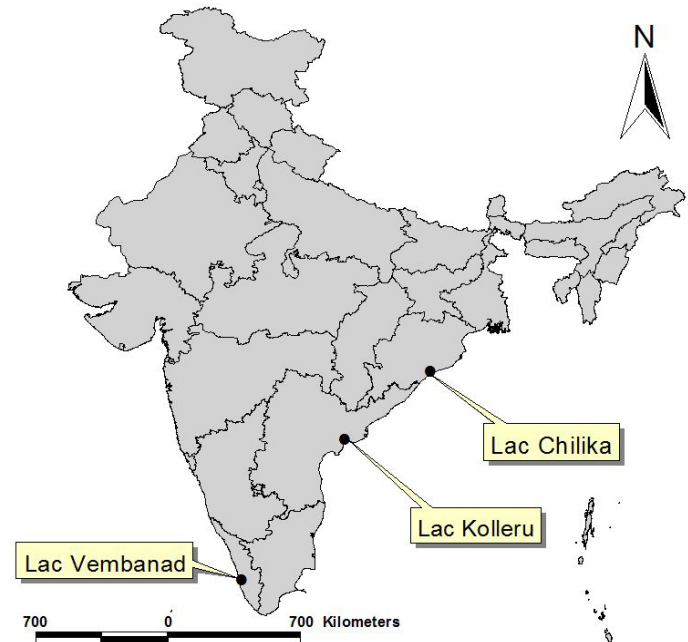 N
Lac Chilika
Lac Kolleru
Lac Vembanad
700 0 700 Kilometers